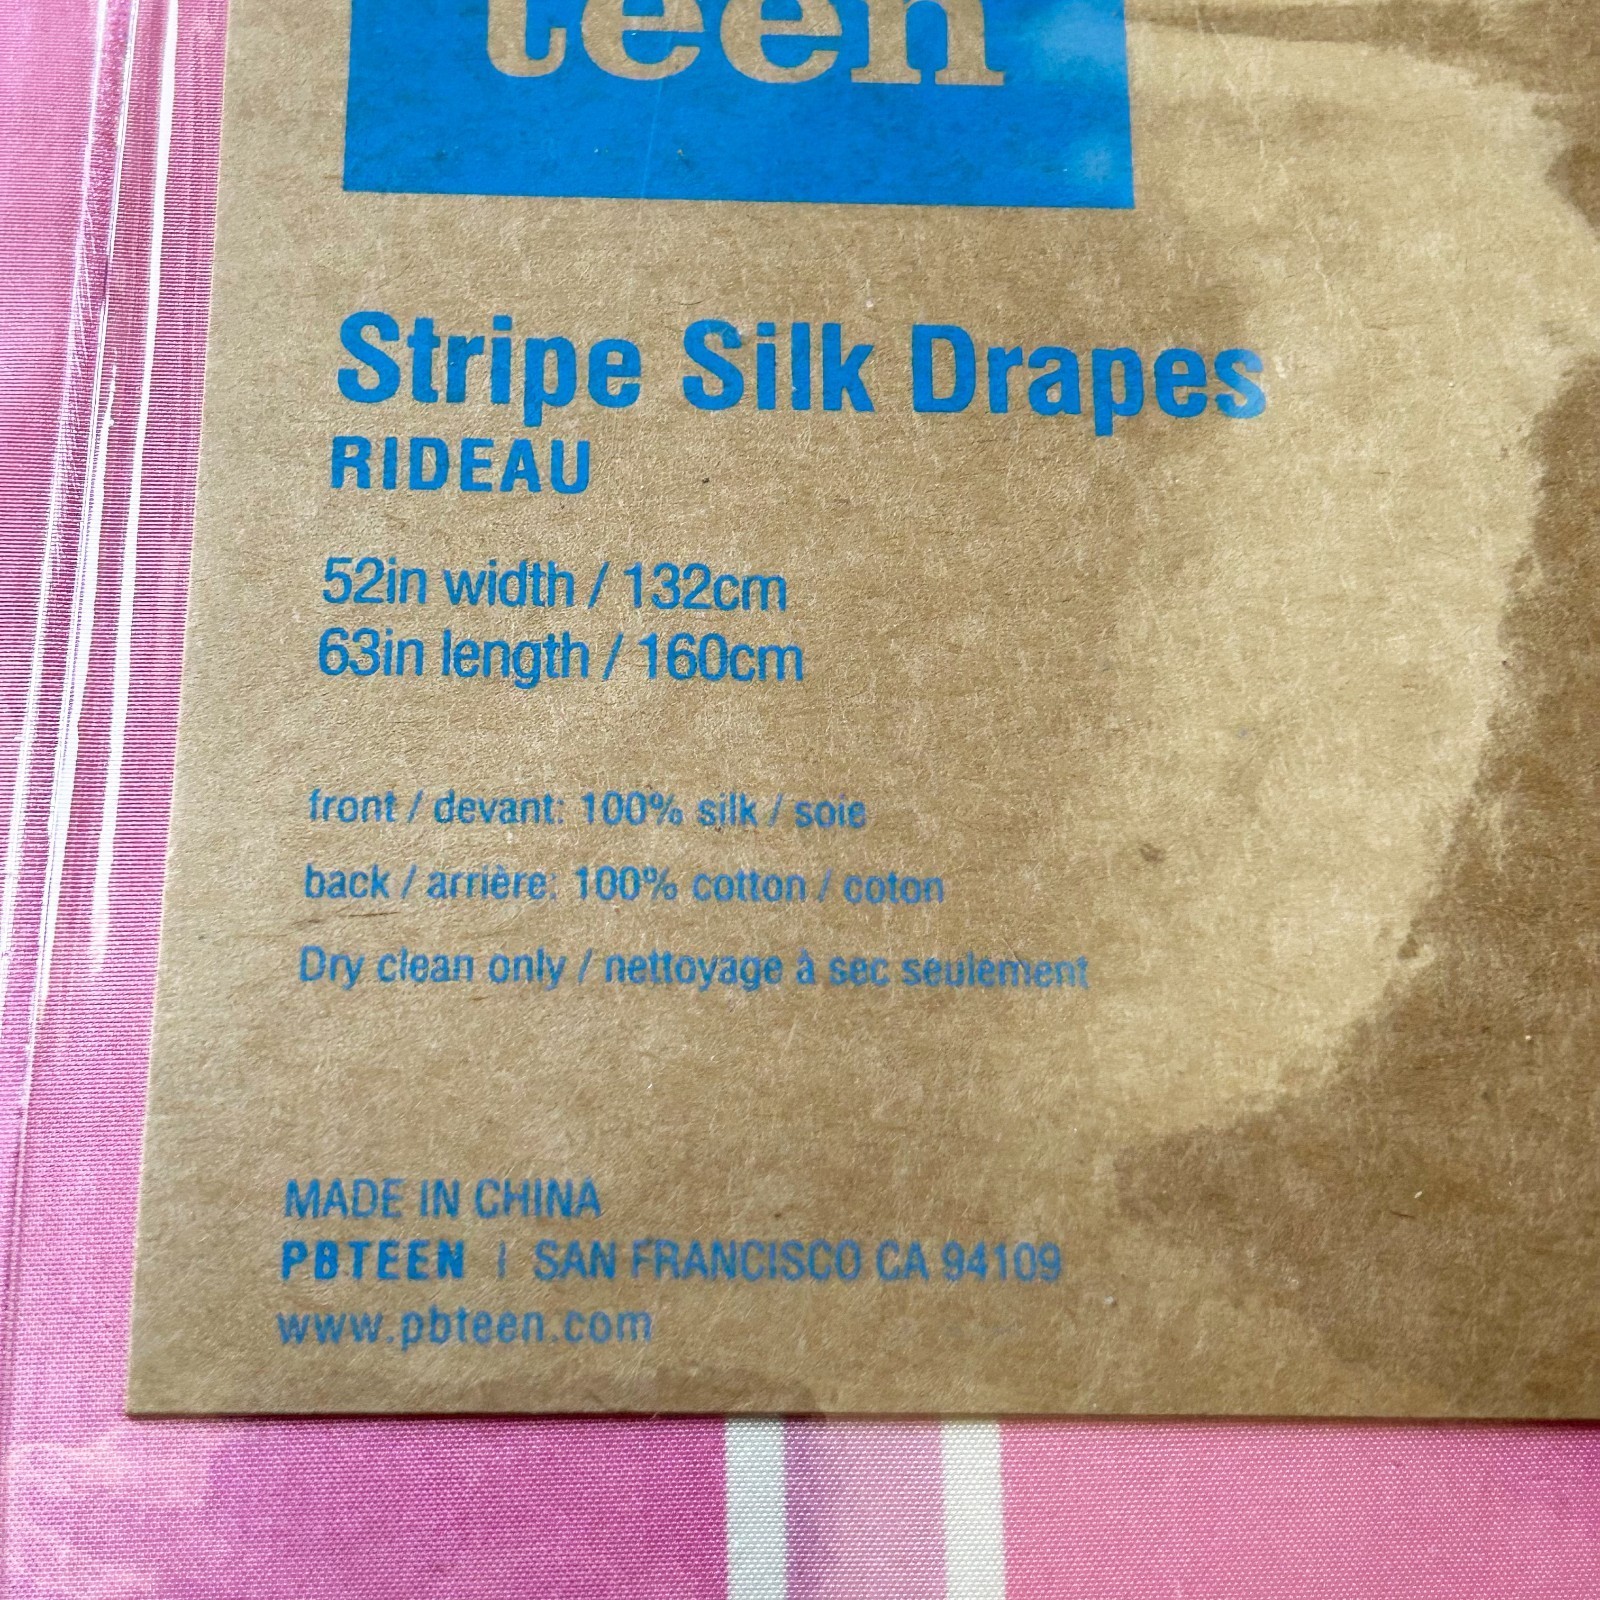 teen
Stripe Silk Drapes
RIDEAU
52in width / 132cm
63in length / 160cm
front / devant: 100% silk / soie
back / arrière: 100% cotton / coton
Dry clean only / nettoyage à sec seulement
MADE IN CHINA
PBTEEN | SAN FRANCISCO CA 94109
www.pbteen.com